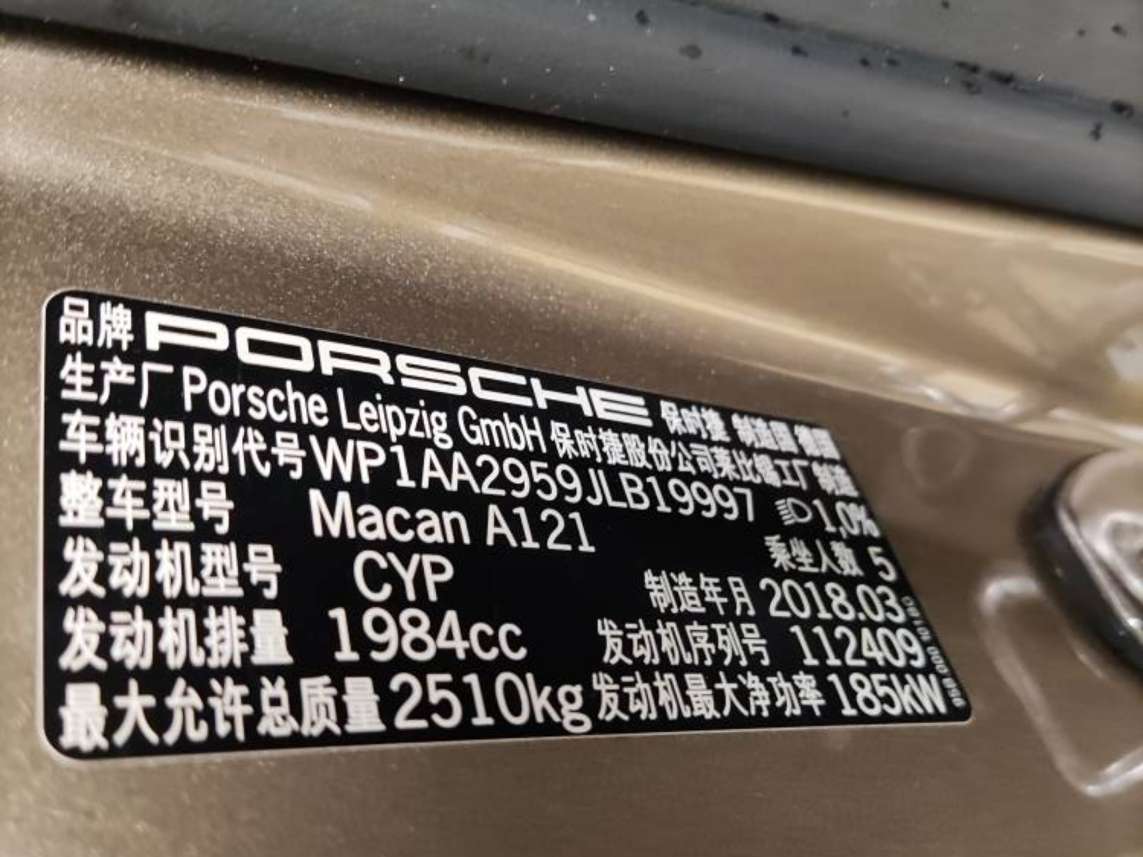 品牌 PORSCHE 保时捷 制造国 德国
生产厂 Porsche Leipzig GmbH 保时捷股份公司莱比锡工厂制造
车辆识别代号 WP1AA2959JLB19997 1,0%
整车型号 Macan A121 乘坐人数 5
发动机型号 CYP 制造年月 2018.03
发动机排量 1984cc 发动机序列号 112409
最大允许总质量 2510kg 发动机最大净功率 185kW